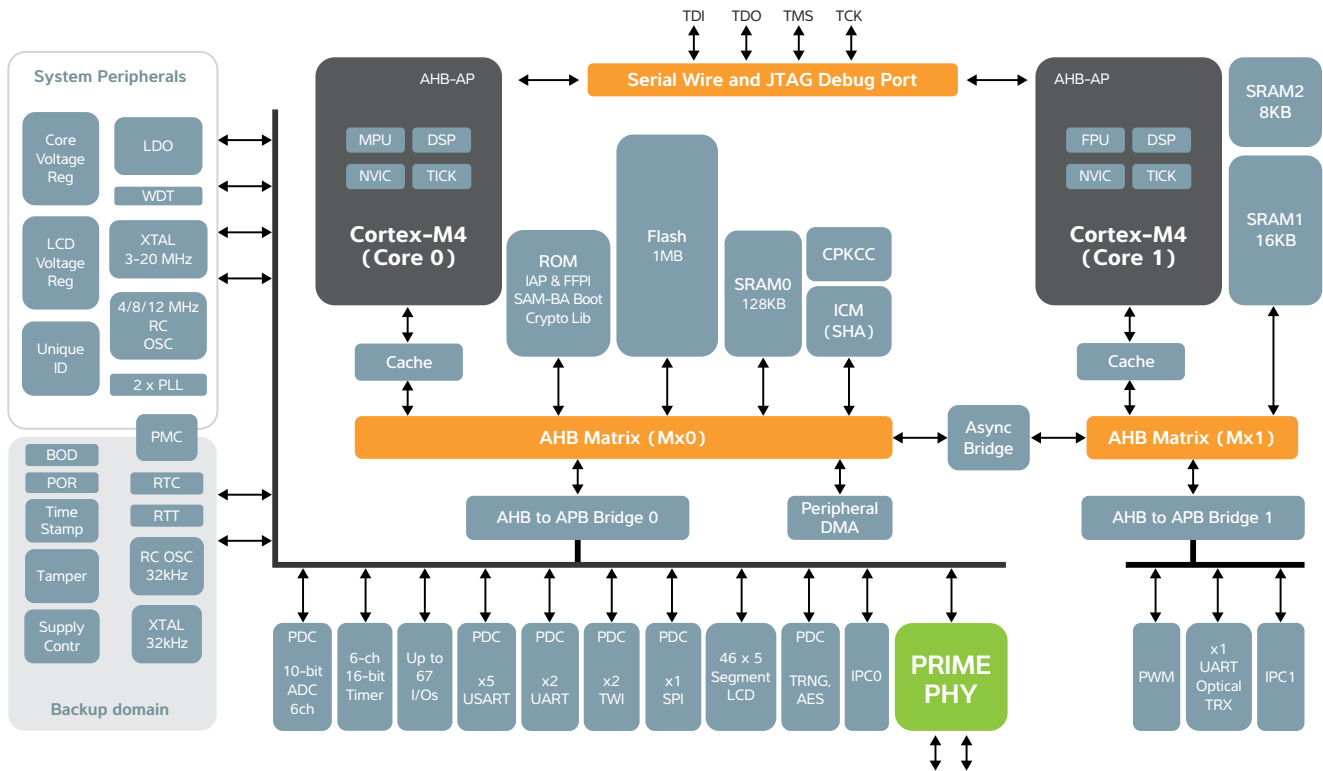 TDI
TDO
TMS
TCK
System Peripherals
Core
Voltage
Reg
LDO
WDT
LCD
Voltage
Reg
XTAL
3-20 MHz
Unique
ID
4/8/12 MHz
RC
OSC
2 x PLL
PMC
BOD
POR
RTC
Time
Stamp
RTT
Tamper
RC OSC
32kHz
Supply
Contr
XTAL
32kHz
Backup domain
AHB-AP
MPU
DSP
NVIC
TICK
Cortex-M4
(Core 0)
Cache
Serial Wire and JTAG Debug Port
ROM
IAP & FFPI
SAM-BA Boot
Crypto Lib
Flash
1MB
SRAM0
128KB
CPKCC
ICM
(SHA)
AHB-AP
FPU
DSP
NVIC
TICK
Cortex-M4
(Core 1)
Cache
SRAM2
8KB
SRAM1
16KB
AHB Matrix (Mx0)
Async
Bridge
AHB Matrix (Mx1)
AHB to APB Bridge 0
Peripheral
DMA
AHB to APB Bridge 1
PDC
10-bit
ADC
6ch
6-ch
16-bit
Timer
Up to
67
I/Os
PDC
x5
USART
PDC
x2
UART
PDC
x2
TWI
PDC
x1
SPI
46 x 5
Segment
LCD
PDC
TRNG,
AES
IPC0
PRIME
PHY
PWM
x1
UART
Optical
TRX
IPC1